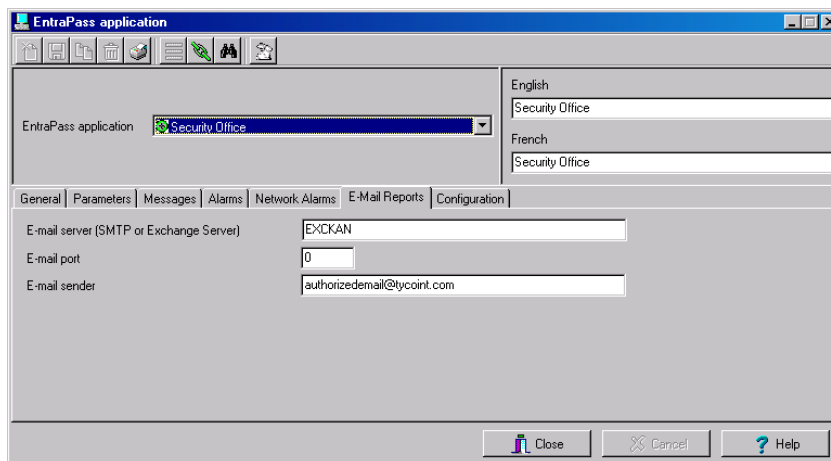 EntraPass application
English
Security Office
EntraPass application
Security Office
French
Security Office
General
Parameters
Messages
Alarms
Network Alarms
E-Mail Reports
Configuration
E-mail server (SMTP or Exchange Server)
EXCKAN
E-mail port
0
E-mail sender
authorizedemail@tycoint.com
Close
Cancel
Help